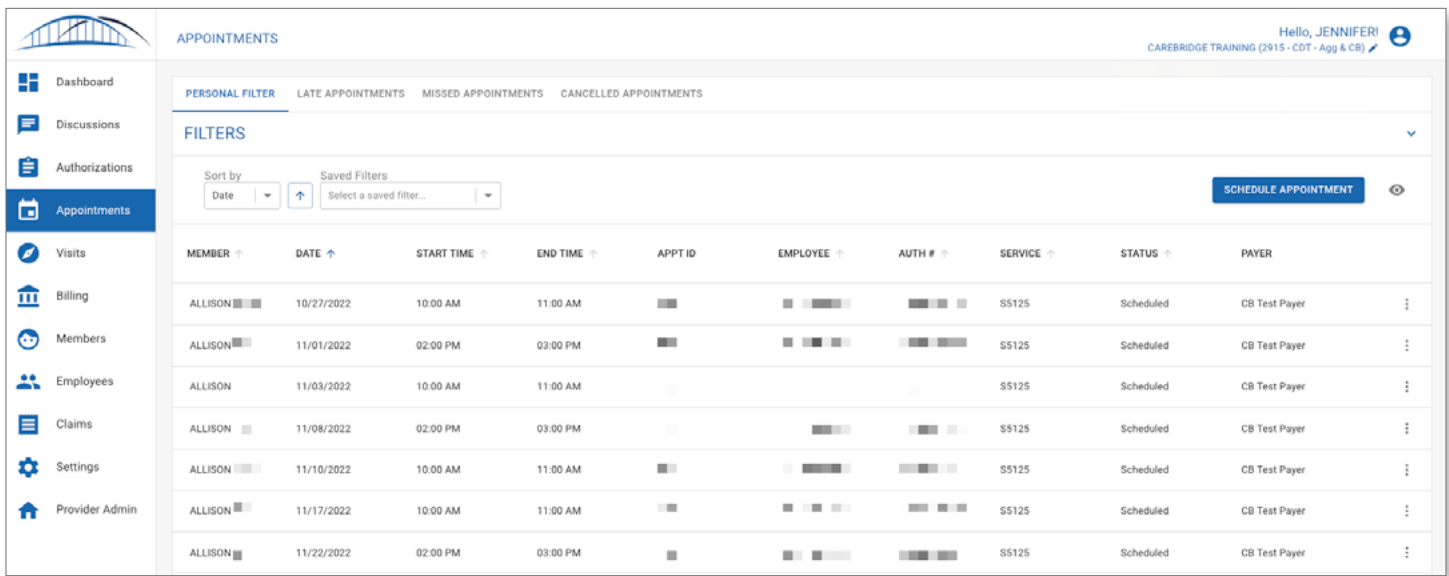 APPOINTMENTS
Hello, JENNIFER!
CAREBRIDGE TRAINING (2915 - CDT - Agg & CB)
Dashboard
Discussions
Authorizations
Appointments
Visits
Billing
Members
Employees
Claims
Settings
Provider Admin
PERSONAL FILTER LATE APPOINTMENTS MISSED APPOINTMENTS CANCELLED APPOINTMENTS
FILTERS
Sort by Saved Filters
Date Select a saved filter... SCHEDULE APPOINTMENT
MEMBER DATE START TIME END TIME APPT ID EMPLOYEE AUTH # SERVICE STATUS PAYER
ALLISON 10/27/2022 10:00 AM 11:00 AM S5125 Scheduled CB Test Payer
ALLISON 11/01/2022 02:00 PM 03:00 PM S5125 Scheduled CB Test Payer
ALLISON 11/03/2022 10:00 AM 11:00 AM S5125 Scheduled CB Test Payer
ALLISON 11/08/2022 02:00 PM 03:00 PM S5125 Scheduled CB Test Payer
ALLISON 11/10/2022 10:00 AM 11:00 AM S5125 Scheduled CB Test Payer
ALLISON 11/17/2022 10:00 AM 11:00 AM S5125 Scheduled CB Test Payer
ALLISON 11/22/2022 02:00 PM 03:00 PM S5125 Scheduled CB Test Payer